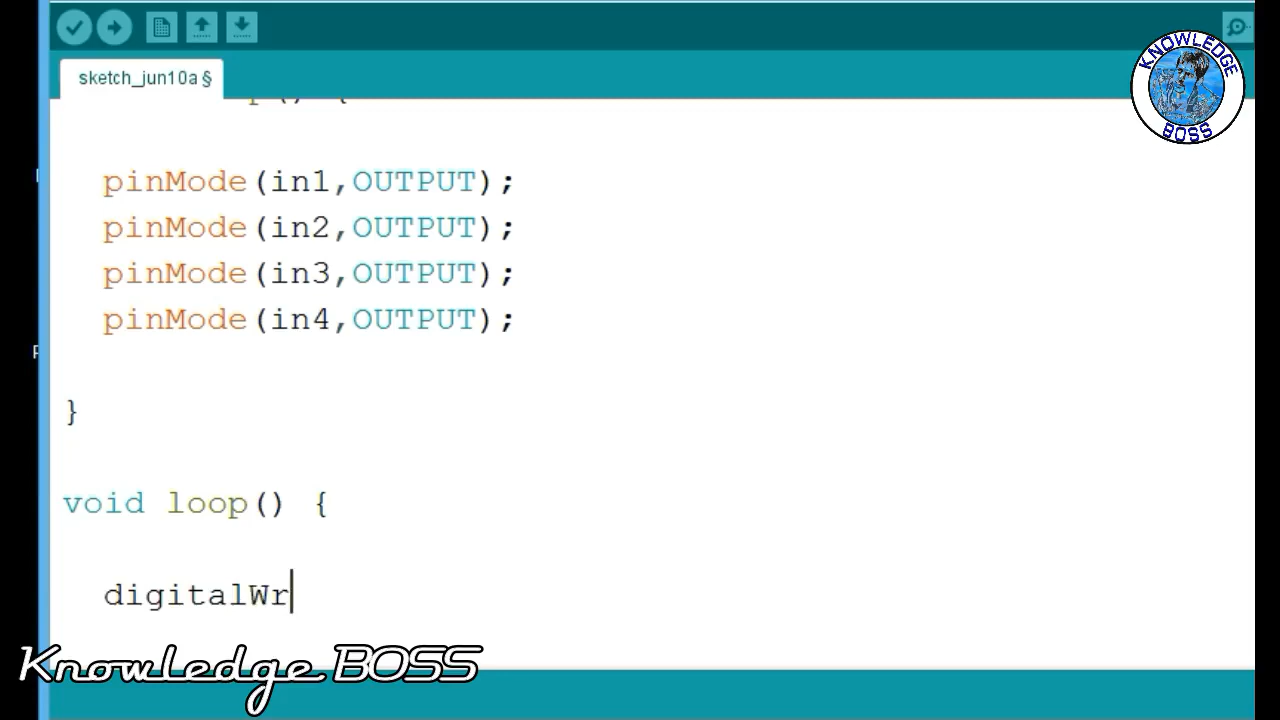 KNOWLEDGE
BOSS
sketch_jun10a §
() {
pinMode(in1,OUTPUT);
pinMode(in2,OUTPUT);
pinMode(in3,OUTPUT);
pinMode(in4,OUTPUT);
}
void loop() {
digitalWr
Knowledge BOSS